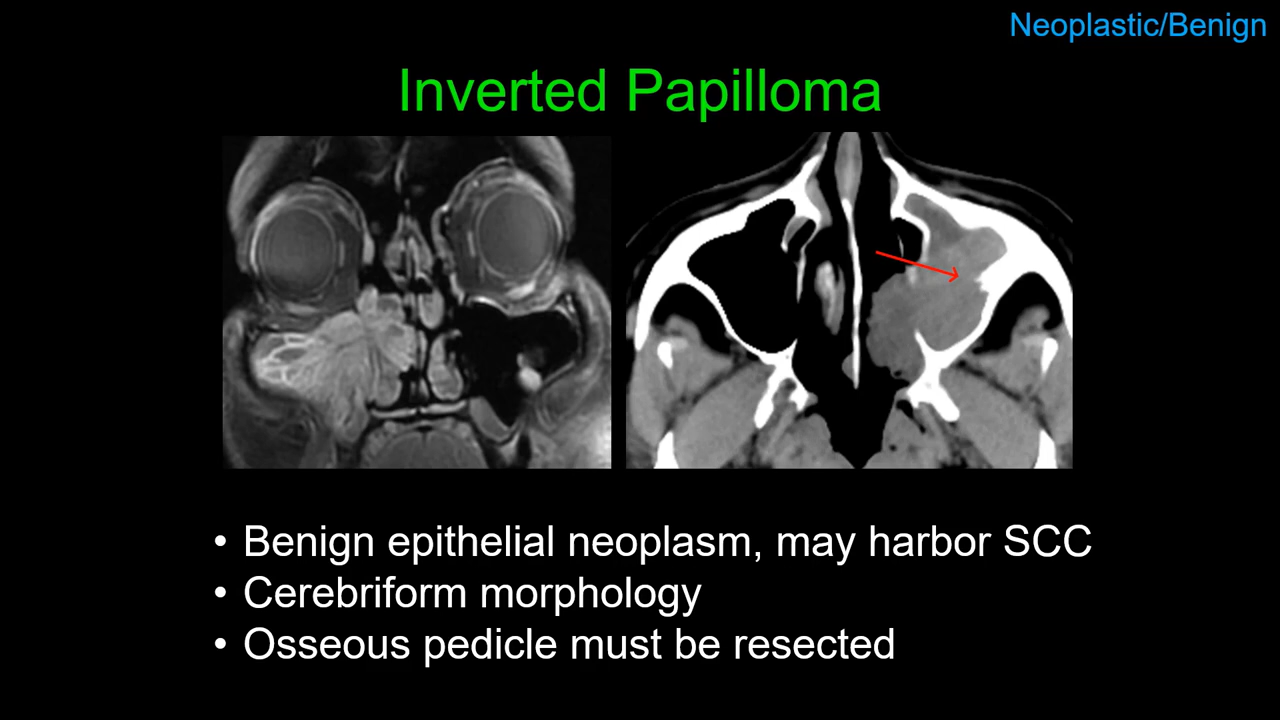 Neoplastic/Benign
Inverted Papilloma
• Benign epithelial neoplasm, may harbor SCC
• Cerebriform morphology
• Osseous pedicle must be resected